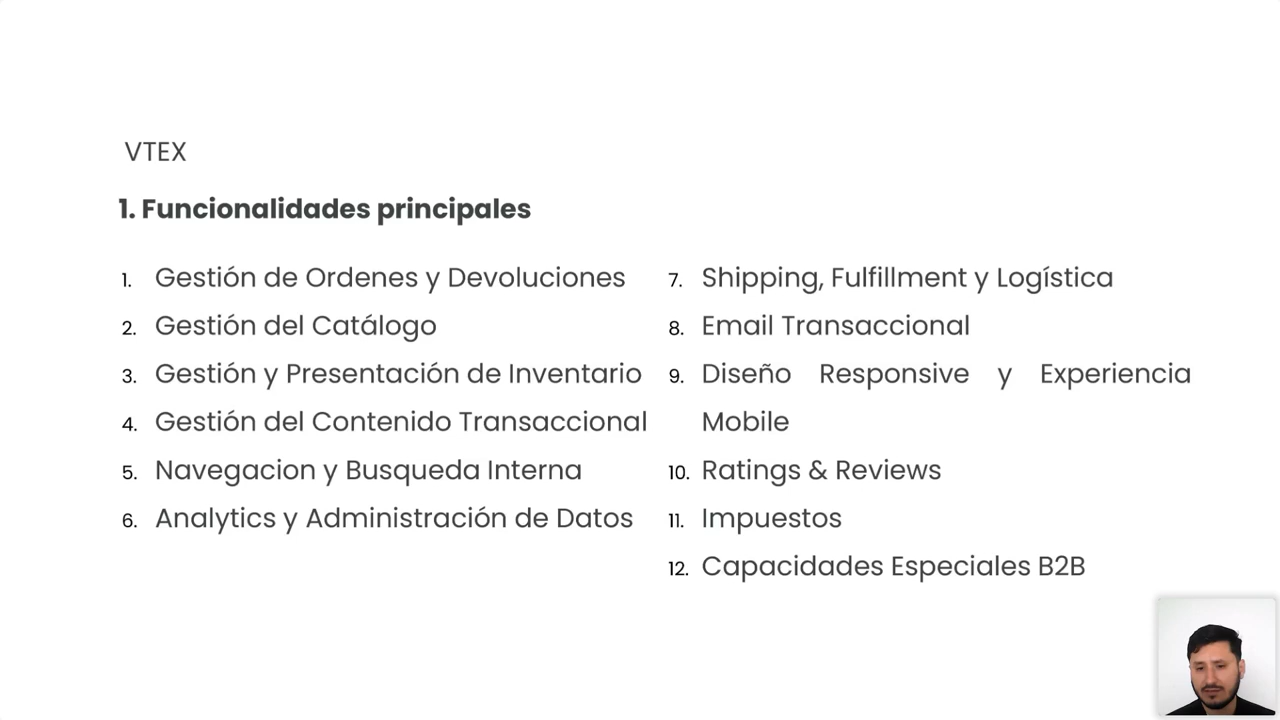 VTEX
1. Funcionalidades principales
1. Gestión de Ordenes y Devoluciones
2. Gestión del Catálogo
3. Gestión y Presentación de Inventario
4. Gestión del Contenido Transaccional
5. Navegacion y Busqueda Interna
6. Analytics y Administración de Datos
7. Shipping, Fulfillment y Logística
8. Email Transaccional
9. Diseño Responsive y Experiencia
Mobile
10. Ratings & Reviews
11. Impuestos
12. Capacidades Especiales B2B